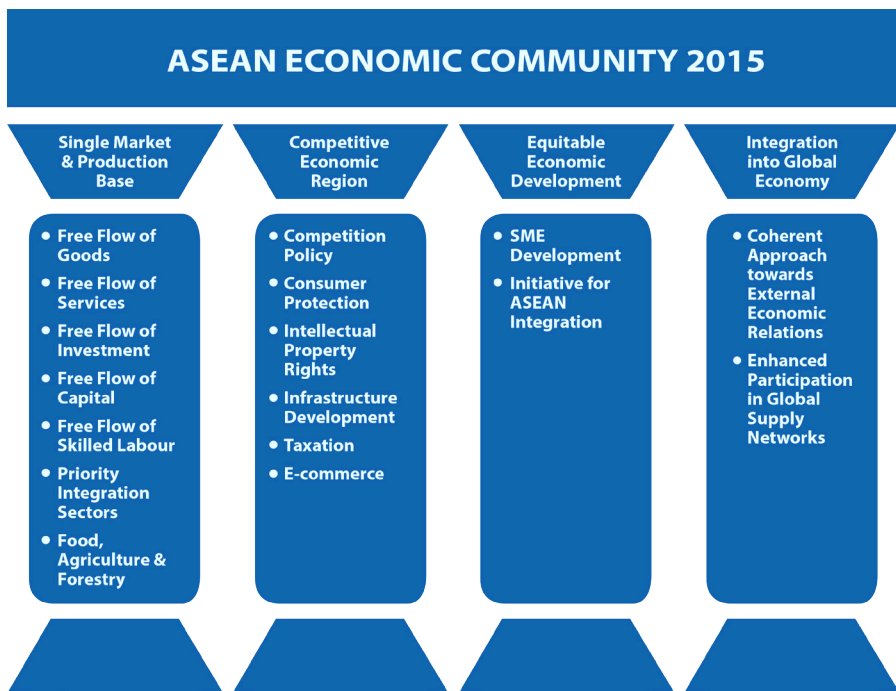 ASEAN ECONOMIC COMMUNITY 2015
Single Market
& Production
Base
• Free Flow of
Goods
• Free Flow of
Services
• Free Flow of
Investment
• Free Flow of
Capital
• Free Flow of
Skilled Labour
• Priority
Integration
Sectors
• Food,
Agriculture &
Forestry
Competitive
Economic
Region
• Competition
Policy
• Consumer
Protection
• Intellectual
Property
Rights
• Infrastructure
Development
• Taxation
• E-commerce
Equitable
Economic
Development
• SME
Development
• Initiative for
ASEAN
Integration
Integration
into Global
Economy
• Coherent
Approach
towards
External
Economic
Relations
• Enhanced
Participation
in Global
Supply
Networks